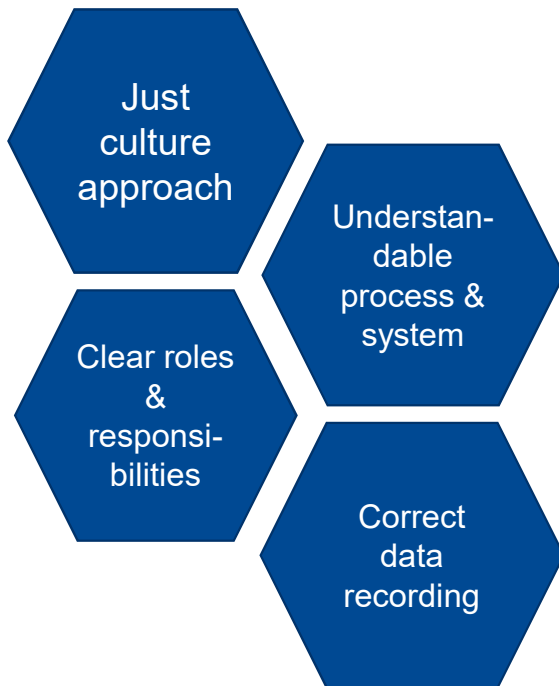 Just
culture
approach
Understan-
dable
process &
system
Clear roles
&
responsi-
bilities
Correct
data
recording